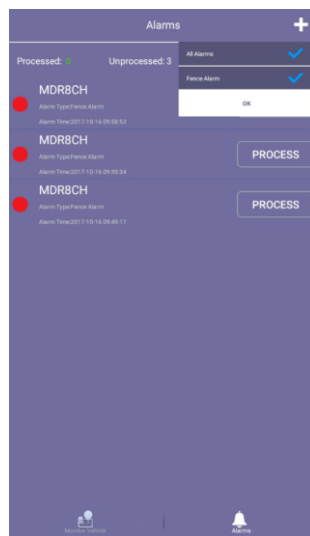 Alarms
Processed: 0
Unprocessed: 3
All Alarms
Fence Alarm
OK
MDR8CH
Alarm Type:Fence Alarm
Alarm Time:2017-10-16 09:58:53
MDR8CH
Alarm Type:Fence Alarm
Alarm Time:2017-10-16 09:55:34
PROCESS
MDR8CH
Alarm Type:Fence Alarm
Alarm Time:2017-10-16 09:49:17
PROCESS
Monitor Vehicle
Alarms